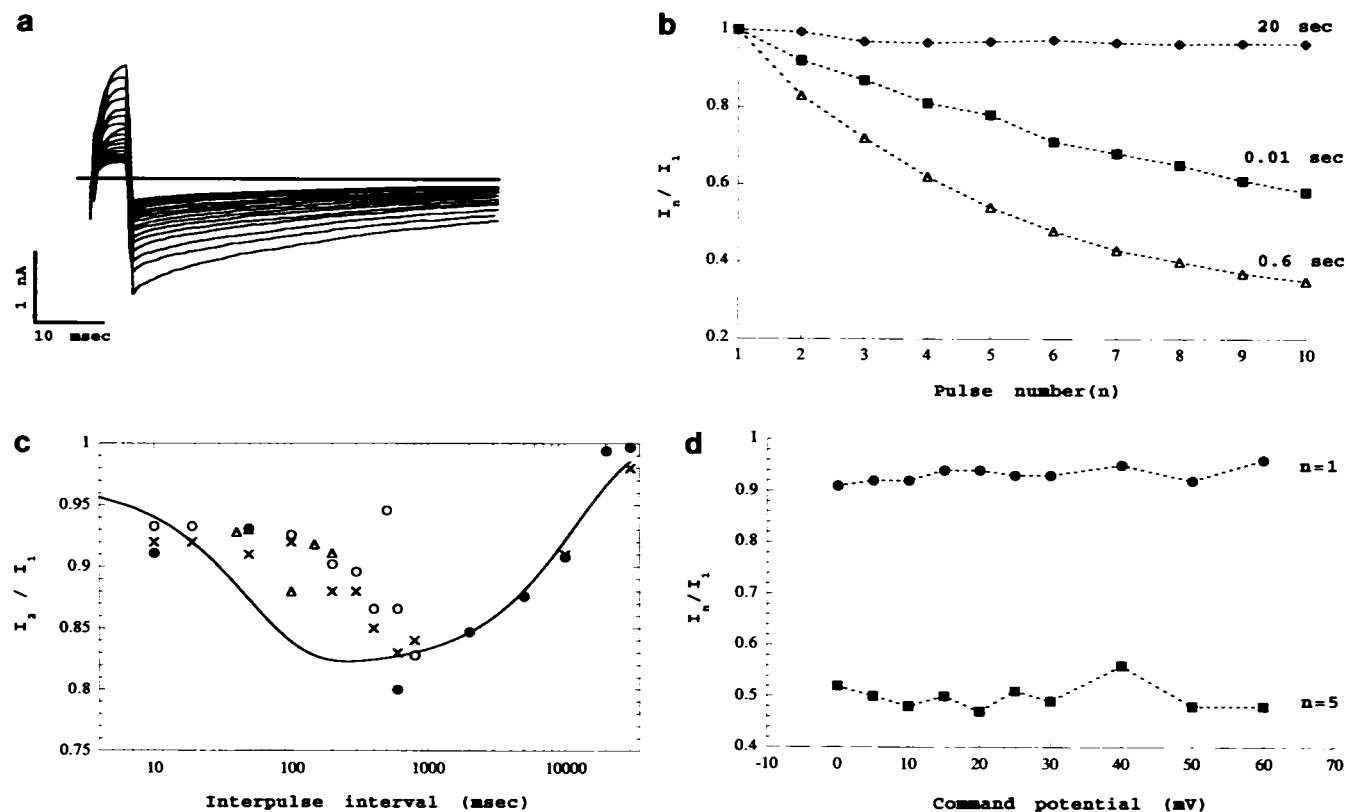 a
1 nA
10 msec
b
I_n/ I_1
1
0.8
0.6
0.4
0.2
20 sec
0.01 sec
0.6 sec
1 2 3 4 5 6 7 8 9 10
Pulse number(n)
c
I_2 / I_1
1
0.95
0.9
0.85
0.8
0.75
10 100 1000 10000
Interpulse interval (msec)
d
I_n/I_1
1
0.9
0.8
0.7
0.6
0.5
0.4
n=1
n=5
-10 0 10 20 30 40 50 60 70
Command potential (mV)